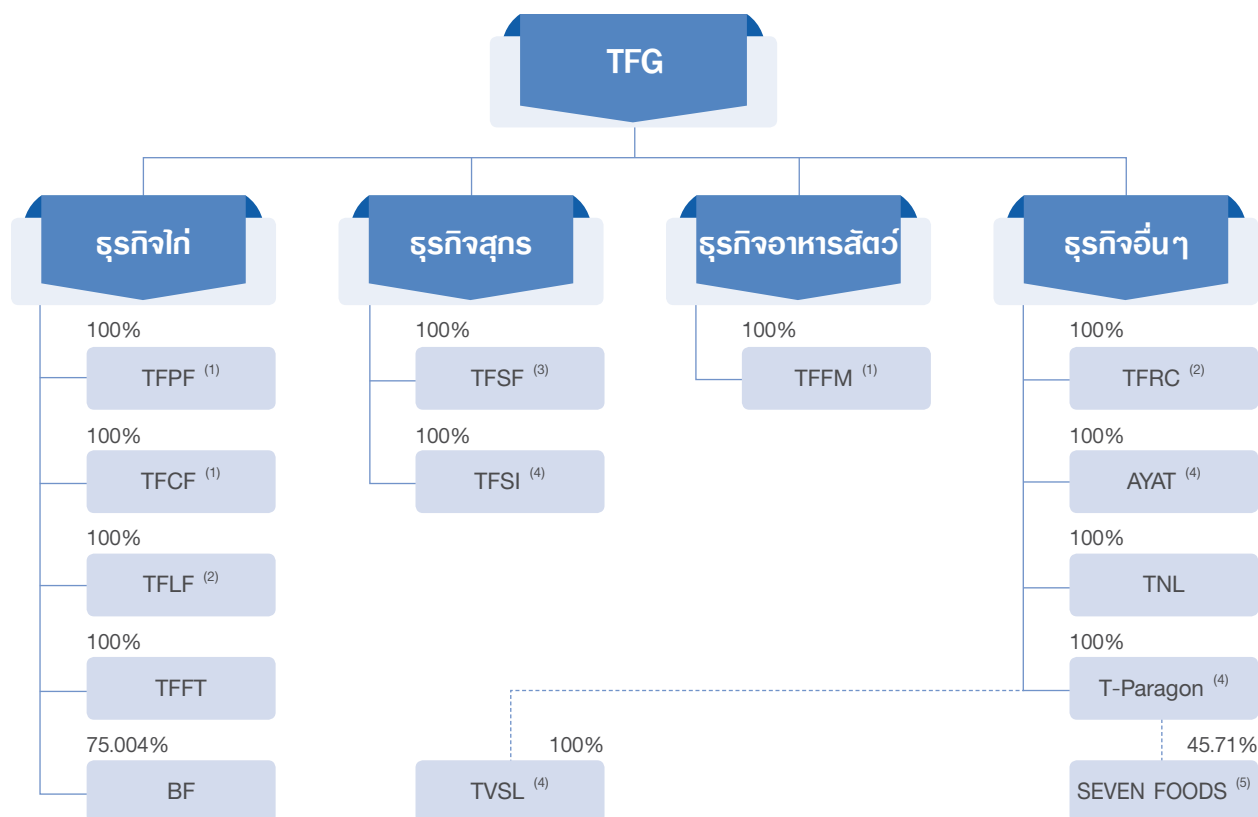 TFG
ธุรกิจไก่
100%
TFPF (1)
100%
TFCF (1)
100%
TFLF (2)
100%
TFFT
75.004%
BF
ธุรกิจสุกร
100%
TFSF (3)
100%
TFSI (4)
100%
TVSL (4)
ธุรกิจอาหารสัตว์
100%
TFFM (1)
ธุรกิจอื่นๆ
100%
TFRC (2)
100%
AYAT (4)
100%
TNL
100%
T-Paragon (4)
45.71%
SEVEN FOODS (5)